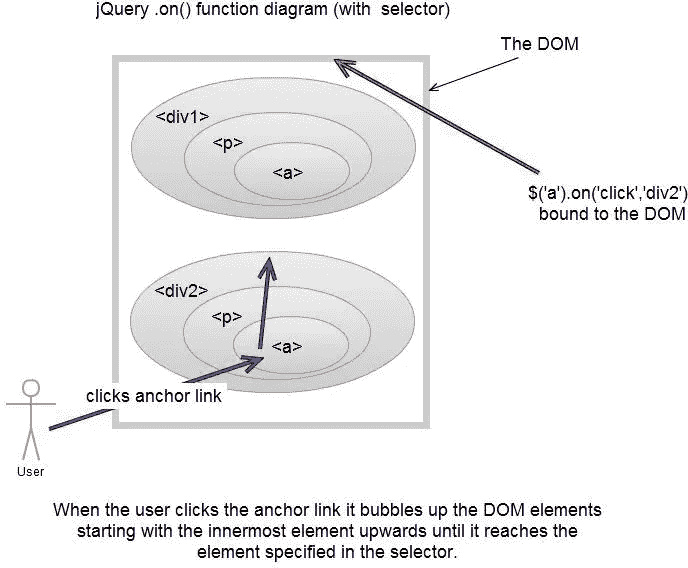 jQuery .on() function diagram (with selector)
The DOM
<div1>
<p>
<a>
$('a').on('click','div2')
bound to the DOM
<div2>
<p>
<a>
clicks anchor link
User
When the user clicks the anchor link it bubbles up the DOM elements
starting with the innermost element upwards until it reaches the
element specified in the selector.